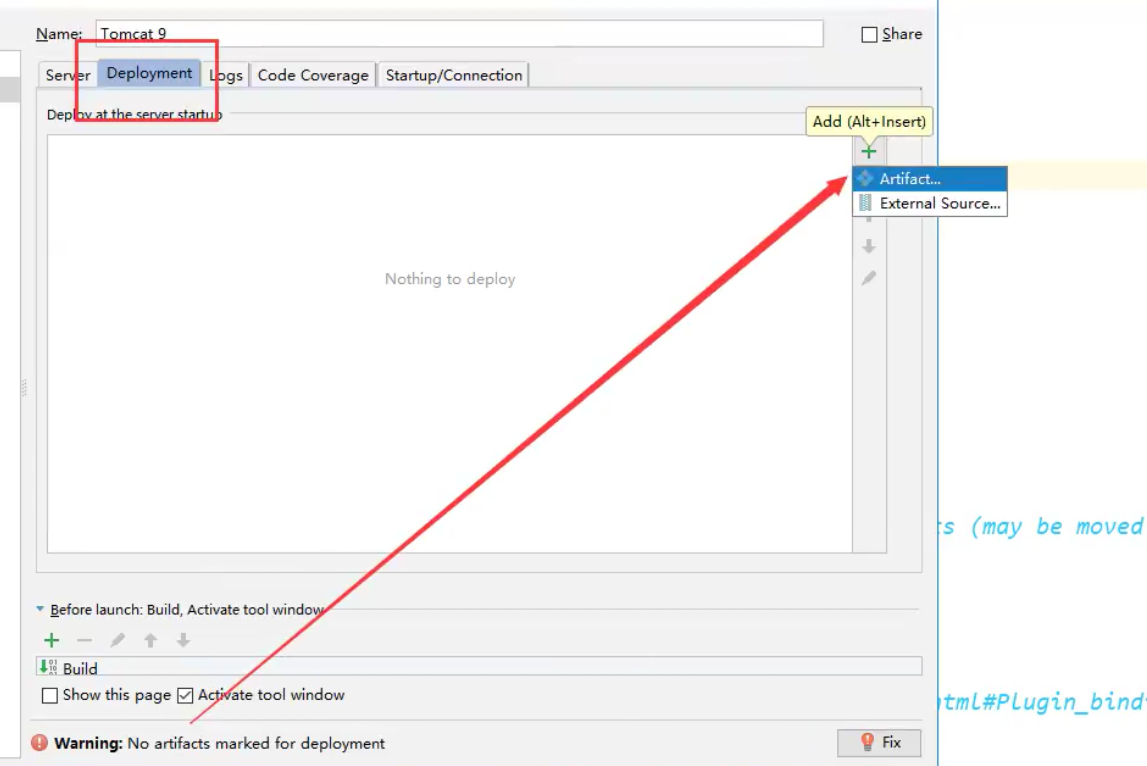 Name: Tomcat 9
Share
Server Deployment Logs Code Coverage Startup/Connection
Deploy at the server startup
Add (Alt+Insert)
Artifact...
External Source...
Nothing to deploy
(may be moved
Before launch: Build, Activate tool window
Build
Show this page Activate tool window
html#Plugin_bind
Warning: No artifacts marked for deployment
Fix